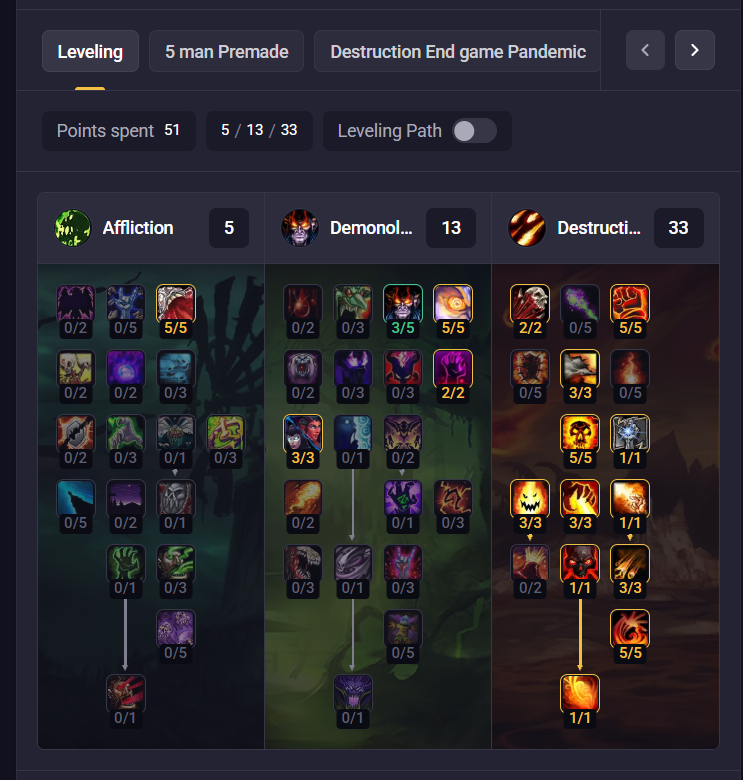 Leveling 5 man Premade Destruction End game Pandemic
Points spent 51 5 / 13 / 33 Leveling Path
Affliction 5 Demonol... 13 Destructi... 33
0/2 0/5 5/5 0/2 0/3 3/5 5/5 2/2 0/5 5/5
0/2 0/2 0/3 0/2 0/3 0/3 2/2 0/5 3/3 0/5
0/2 0/3 0/1 0/3 3/3 0/1 0/2 5/5 1/1
0/5 0/2 0/1 0/2 0/1 0/3 3/3 3/3 1/1
0/1 0/3 0/3 0/1 0/3 0/2 1/1 3/3
0/5 0/5 5/5
0/1 0/1 1/1